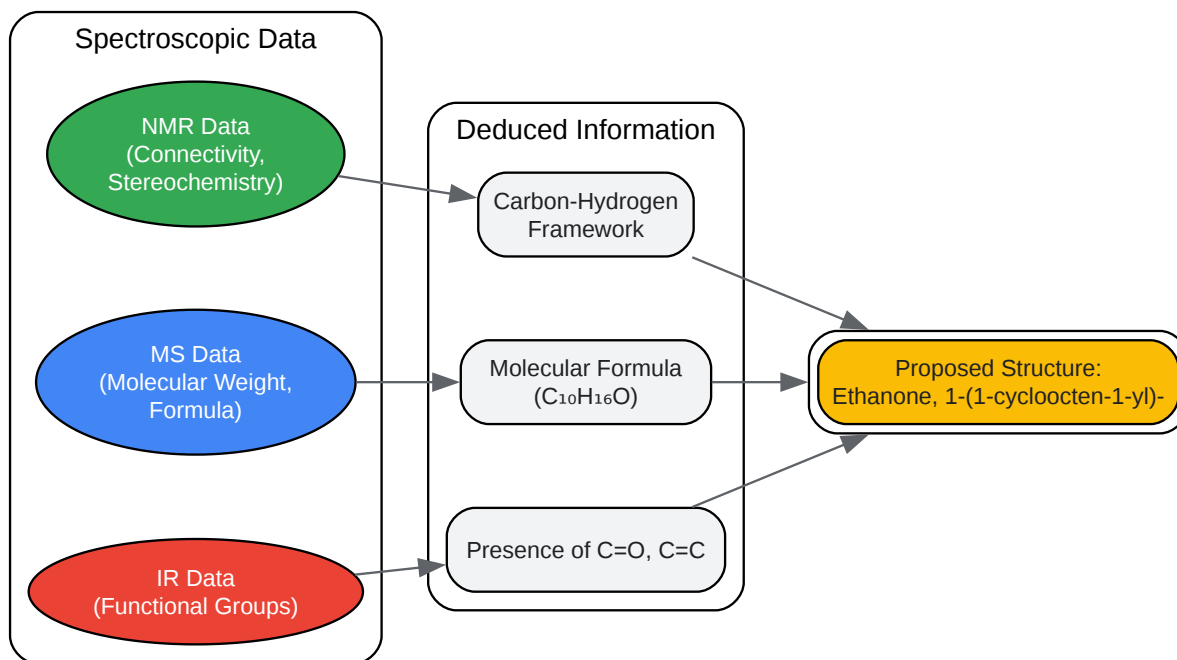 Spectroscopic Data
NMR Data
(Connectivity,
Stereochemistry)
MS Data
(Molecular Weight,
Formula)
IR Data
(Functional Groups)
Deduced Information
Carbon-Hydrogen
Framework
Molecular Formula
(C₁₀H₁₆O)
Presence of C=O, C=C
Proposed Structure:
Ethanone, 1-(1-cycloocten-1-yl)-